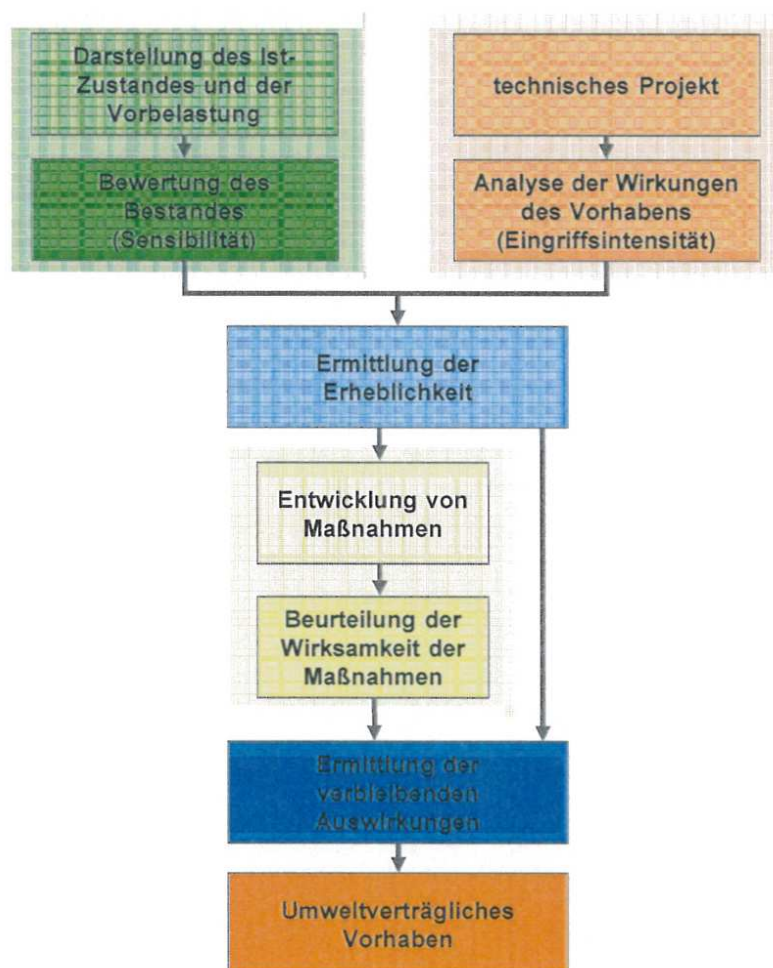 Darstellung des Ist-
Zustandes und der
Vorbelastung
technisches Projekt
Bewertung des
Bestandes
(Sensibilität)
Analyse der Wirkungen
des Vorhabens
(Eingriffsintensität)
Ermittlung der
Erheblichkeit
Entwicklung von
Maßnahmen
Beurteilung der
Wirksamkeit der
Maßnahmen
Ermittlung der
verbleibenden
Auswirkungen
Umweltverträgliches
Vorhaben